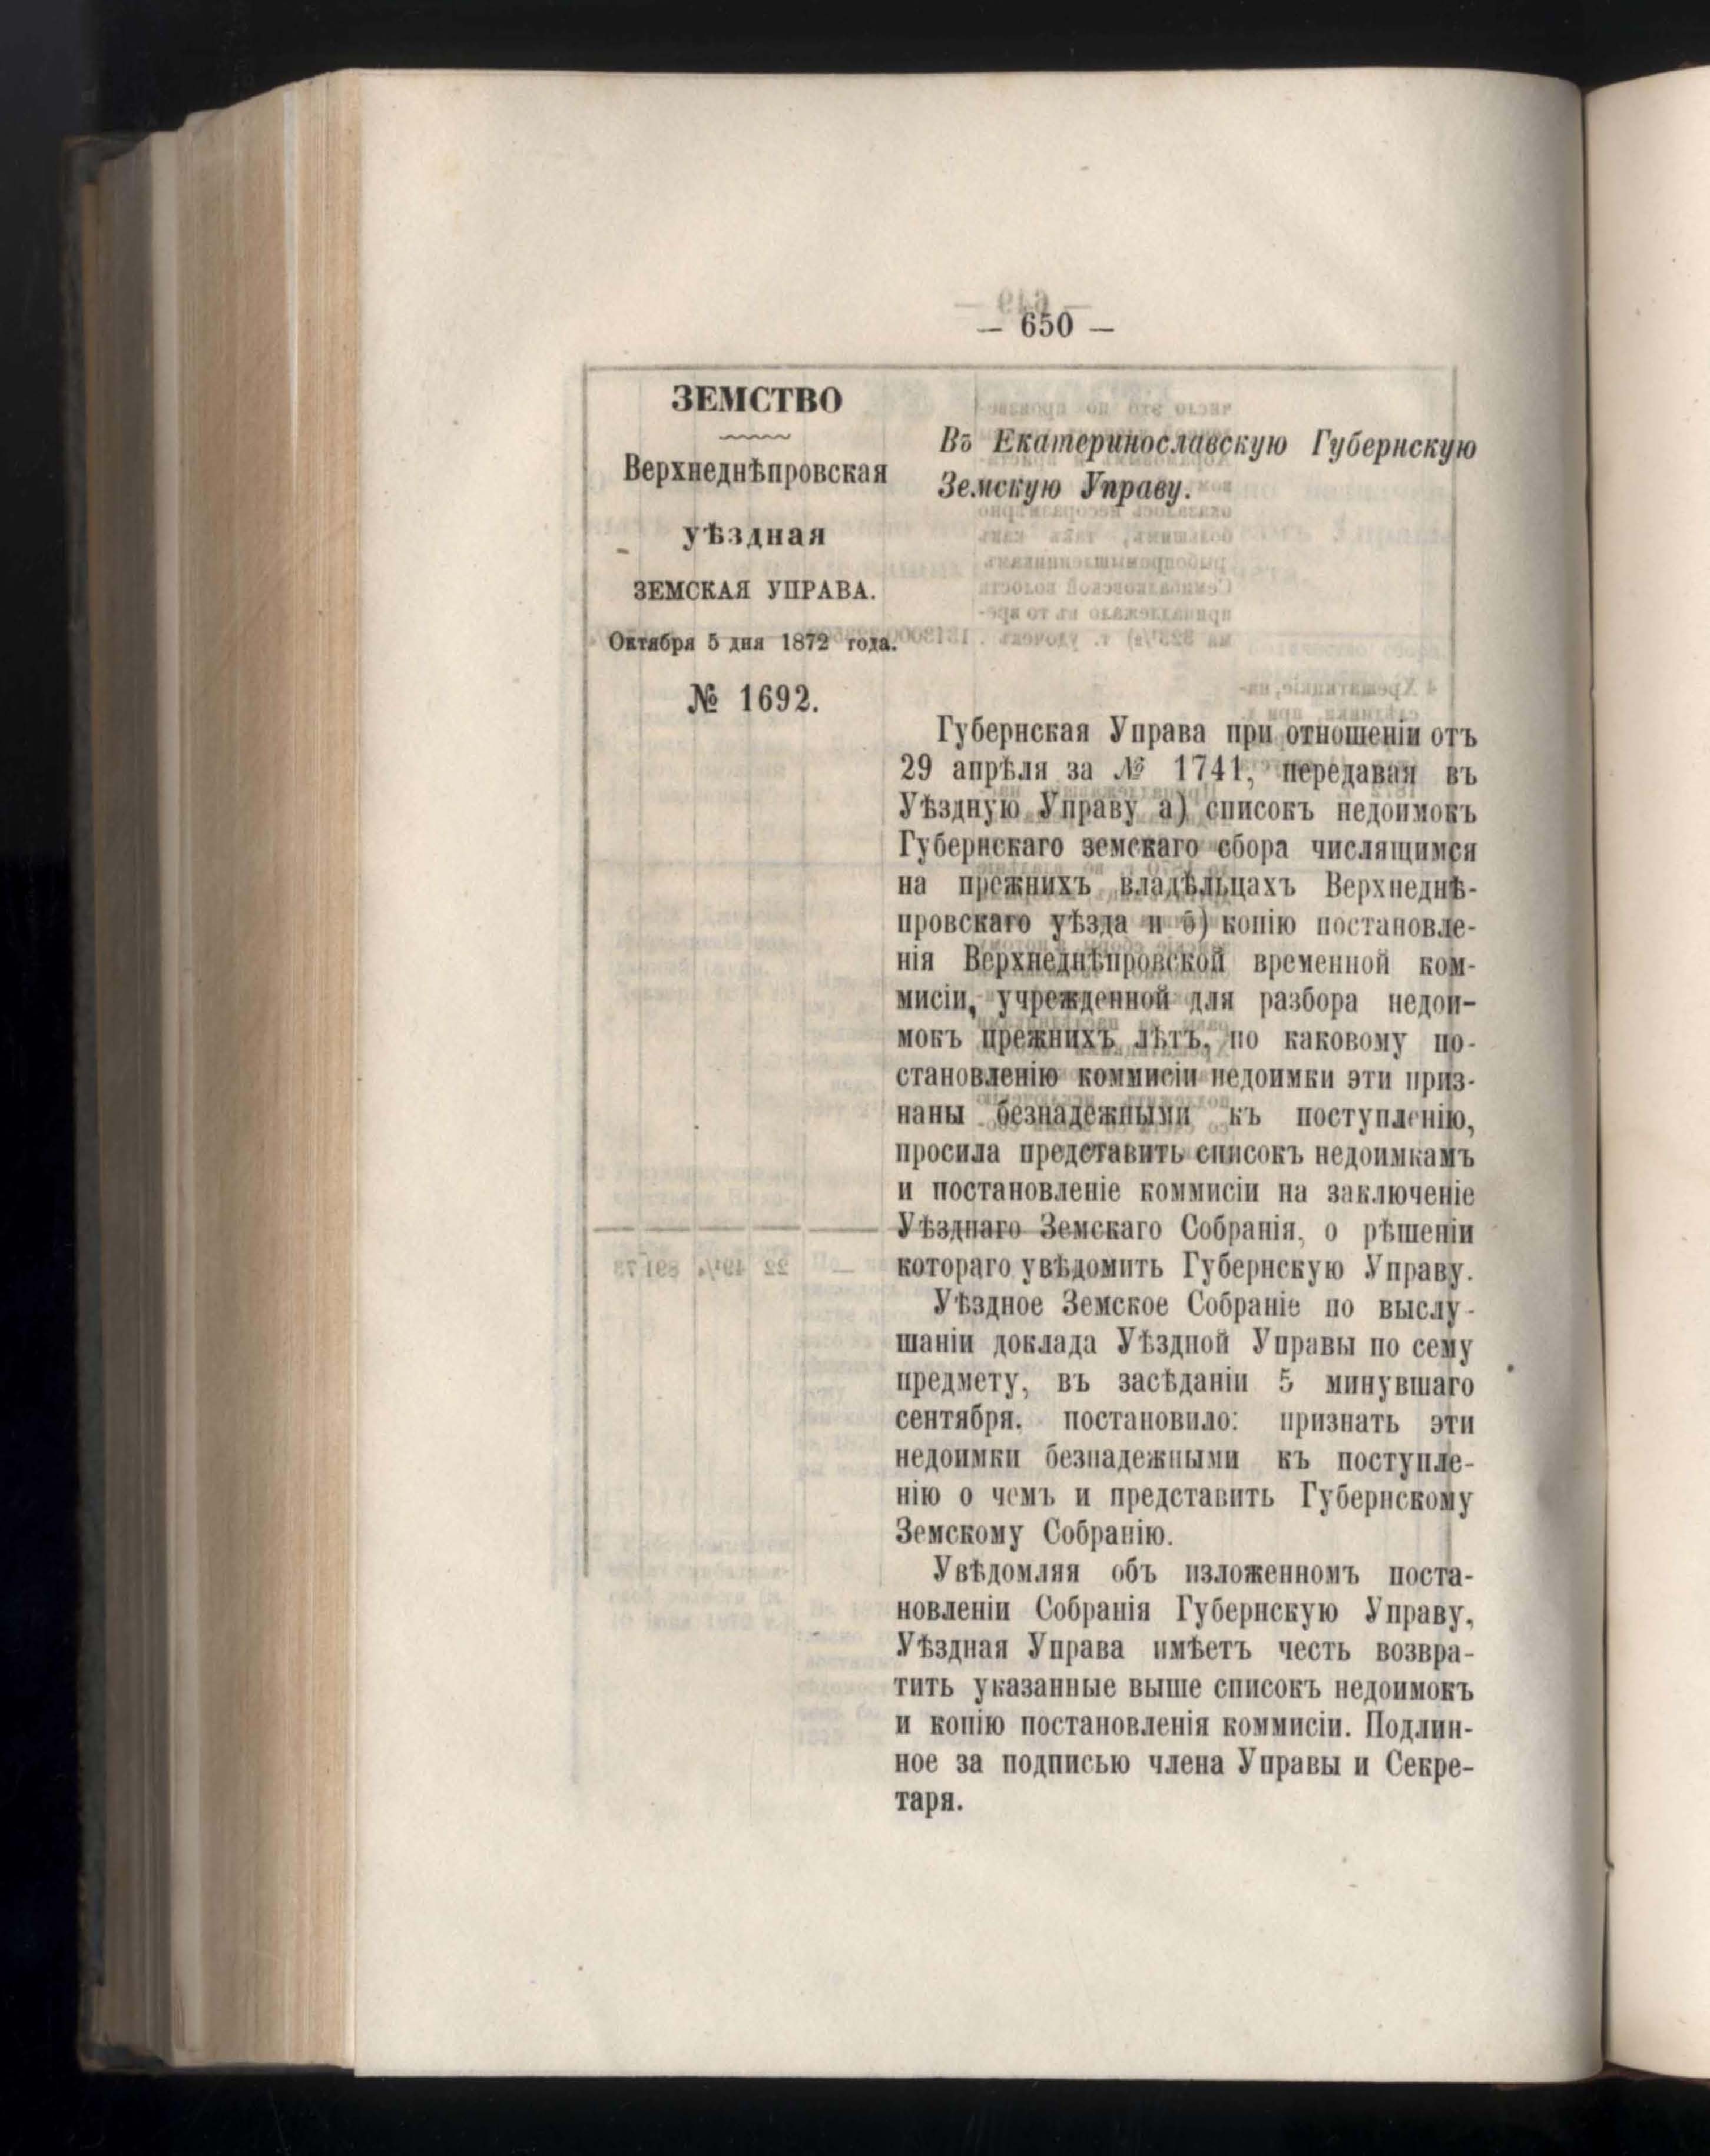 — 650 —
ЗЕМСТВО
Верхнеднѣпровская
уѣздная
ЗЕМСКАЯ УПРАВА.
Октября 5 дня 1872 года.
№ 1692.
Въ Екатеринославскую Губернскую
Земскую Управу.
Губернская Управа при отношеніи отъ
29 апрѣля за № 1741, передавая въ
Уѣздную Управу а) списокъ недоимокъ
Губернскаго земскаго сбора числящимся
на прежнихъ владѣльцахъ Верхнеднѣ-
провскаго уѣзда и б) копію постановле-
нія Верхнеднѣпровской временной ком-
мисіи, учрежденной для разбора недои-
мокъ прежнихъ лѣтъ, по каковому по-
становленію коммисіи недоимки эти приз-
наны безнадежными къ поступленію,
просила представить списокъ недоимкамъ
и постановленіе коммисіи на заключеніе
Уѣзднаго Земскаго Собранія, о рѣшеніи
котораго увѣдомить Губернскую Управу.
Уѣздное Земское Собраніе по выслу-
шаніи доклада Уѣздной Управы по сему
предмету, въ засѣданіи 5 минувшаго
сентября, постановило: признать эти
недоимки безнадежными къ поступле-
нію о чемъ и представить Губернскому
Земскому Собранію.
Увѣдомляя объ изложенномъ поста-
новленіи Собранія Губернскую Управу,
Уѣздная Управа имѣетъ честь возвра-
тить указанные выше списокъ недоимокъ
и копію постановленія коммисіи. Подлин-
ное за подписью члена Управы и Секре-
таря.